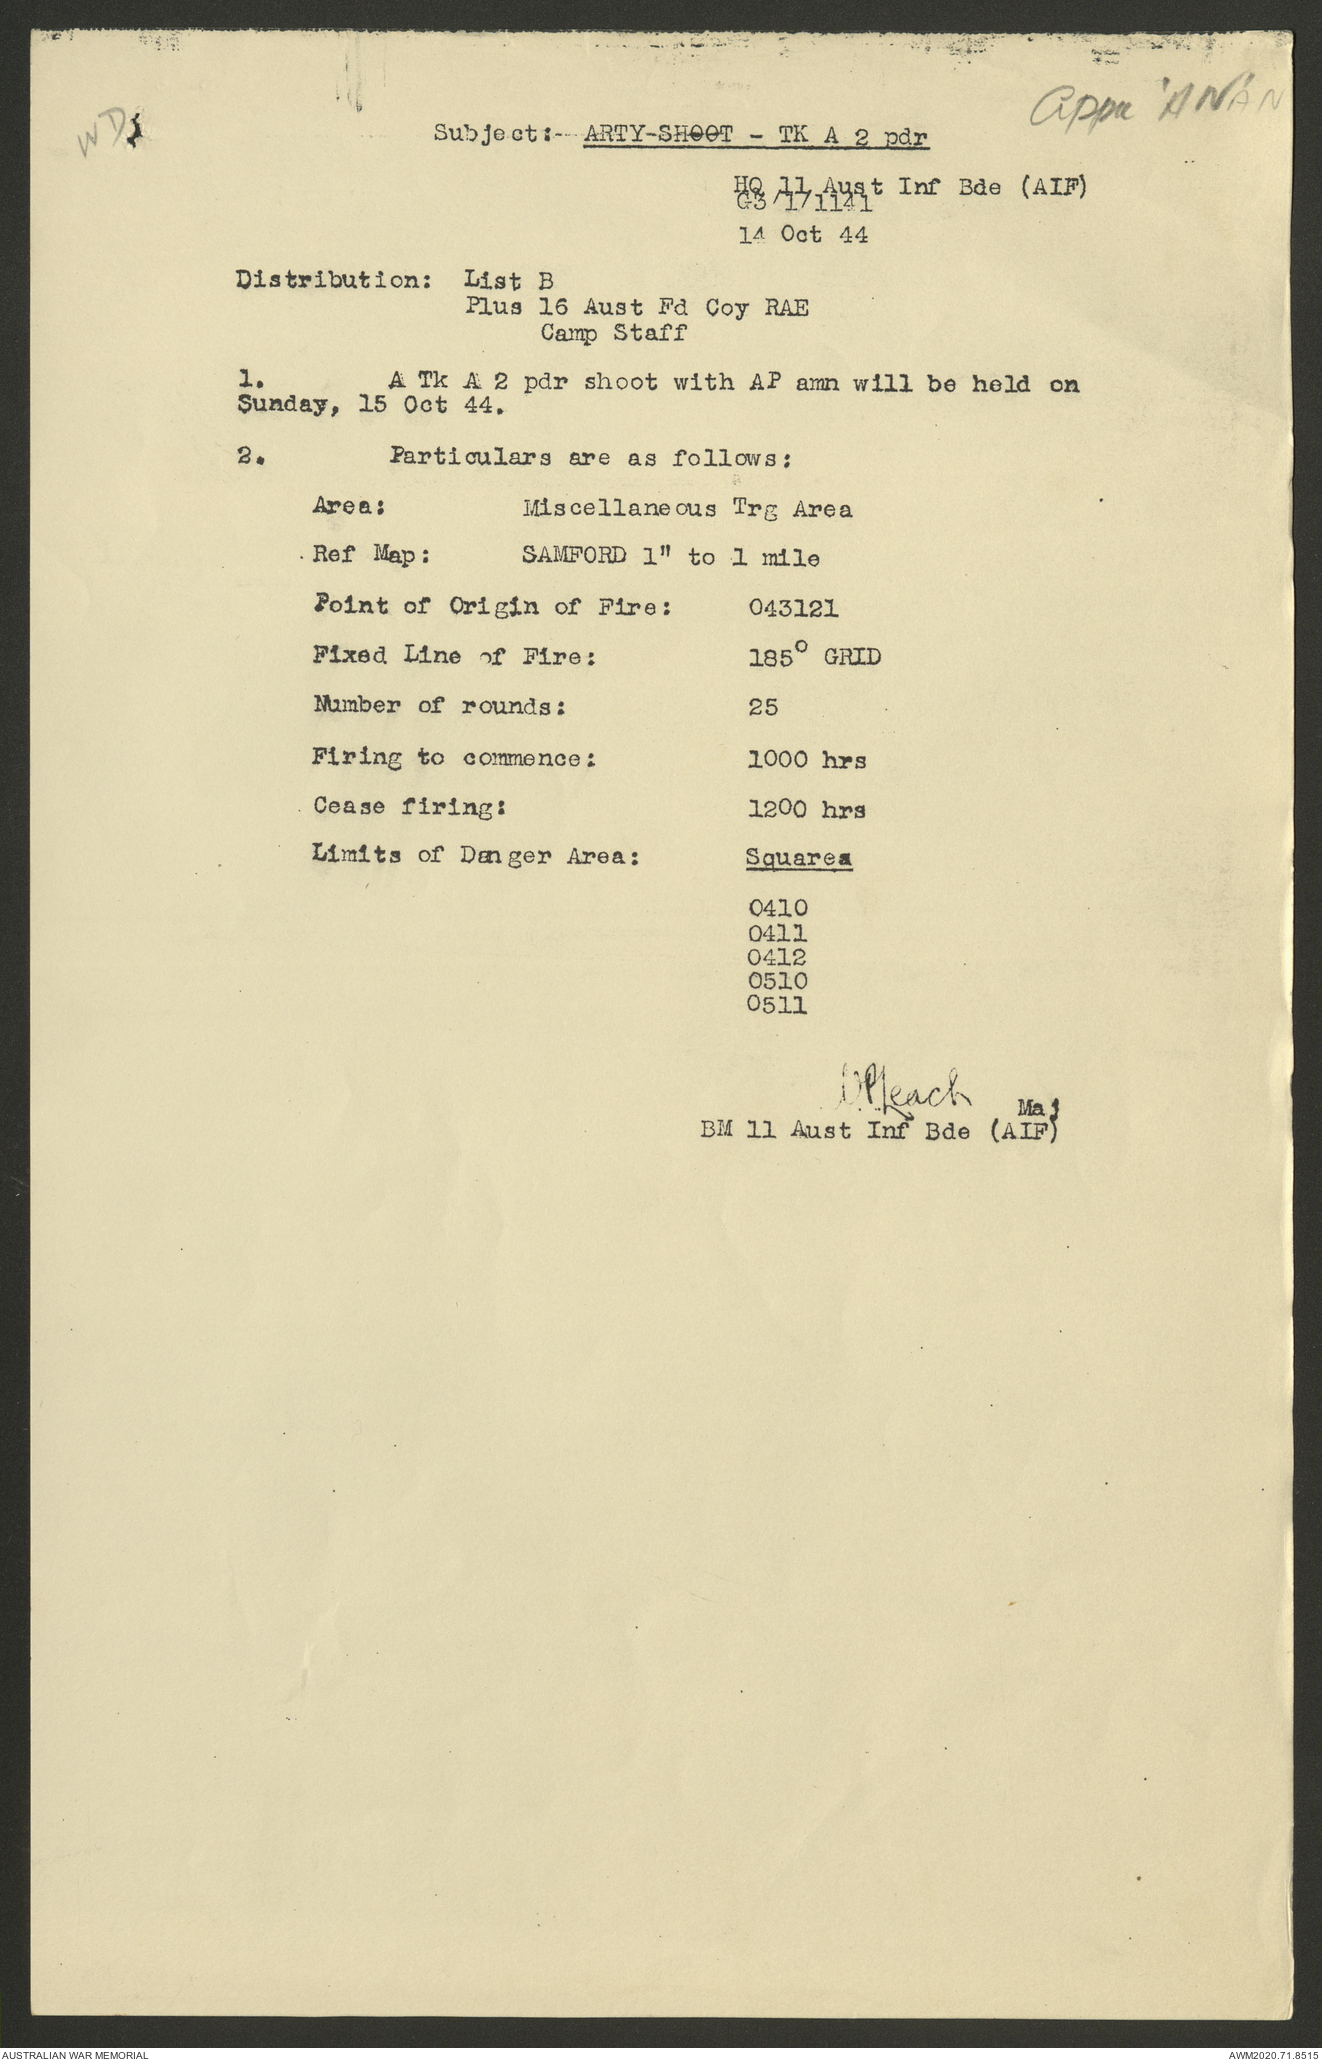 WD
Appx 'AN' AN
Subject:- ARTY-SHOOT - TK A 2 pdr
HQ 11 Aust Inf Bde (AIF)
G3/1/1141
14 Oct 44
Distribution: List B
Plus 16 Aust Fd Coy RAE
Camp Staff
1. A Tk A 2 pdr shoot with AP amn will be held on
Sunday, 15 Oct 44.
2. Particulars are as follows:
Area: Miscellaneous Trg Area
Ref Map: SAMFORD 1" to 1 mile
Point of Origin of Fire: 043121
Fixed Line of Fire: 185° GRID
Number of rounds: 25
Firing to commence: 1000 hrs
Cease firing: 1200 hrs
Limits of Danger Area: Squares
0410
0411
0412
0510
0511
Leach
Maj
BM 11 Aust Inf Bde (AIF)
AUSTRALIAN WAR MEMORIAL
AWM2020.71.8515